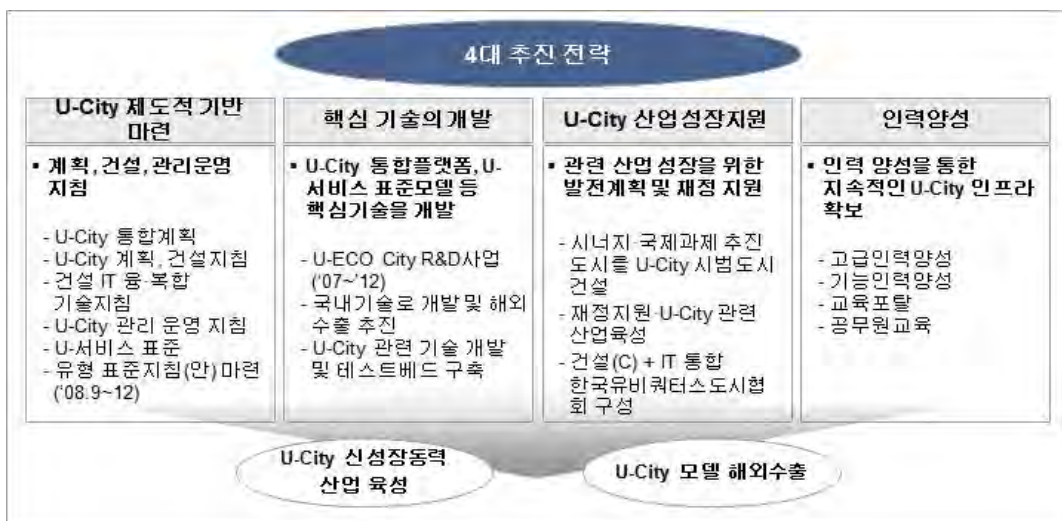 4대 추진 전략
U-City 제도적 기반
마련
▪ 계획,건설,관리운영
지침
- U-City 통합계획
- U-City 계획,건설지침
- 건설 IT 융·복합
기술지침
- U-City 관리 운영 지침
- U-서비스 표준
- 유형 표준지침(안) 마련
('08.9~12)
핵심 기술의 개발
▪ U-City 통합플랫폼, U-
서비스 표준모델 등
핵심기술을 개발
- U-ECO City R&D사업
('07~'12)
- 국내기술로 개발 및 해외
수출 추진
- U-City 관련 기술 개발
및 테스트베드 구축
U-City 산업 성장지원
▪ 관련 산업 성장을 위한
발전계획 및 재정 지원
- 시너지·국제과제 추진
도시를 U-City 시범도시
건설
- 재정지원·U-City 관련
산업육성
- 건설(C) + IT 통합
한국유비쿼터스도시협
회 구성
인력양성
▪ 인력 양성을 통한
지속적인 U-City 인프라
확보
- 고급인력양성
- 기능인력양성
- 교육포탈
- 공무원교육
U-City 신성장동력
산업 육성
U-City 모델 해외수출